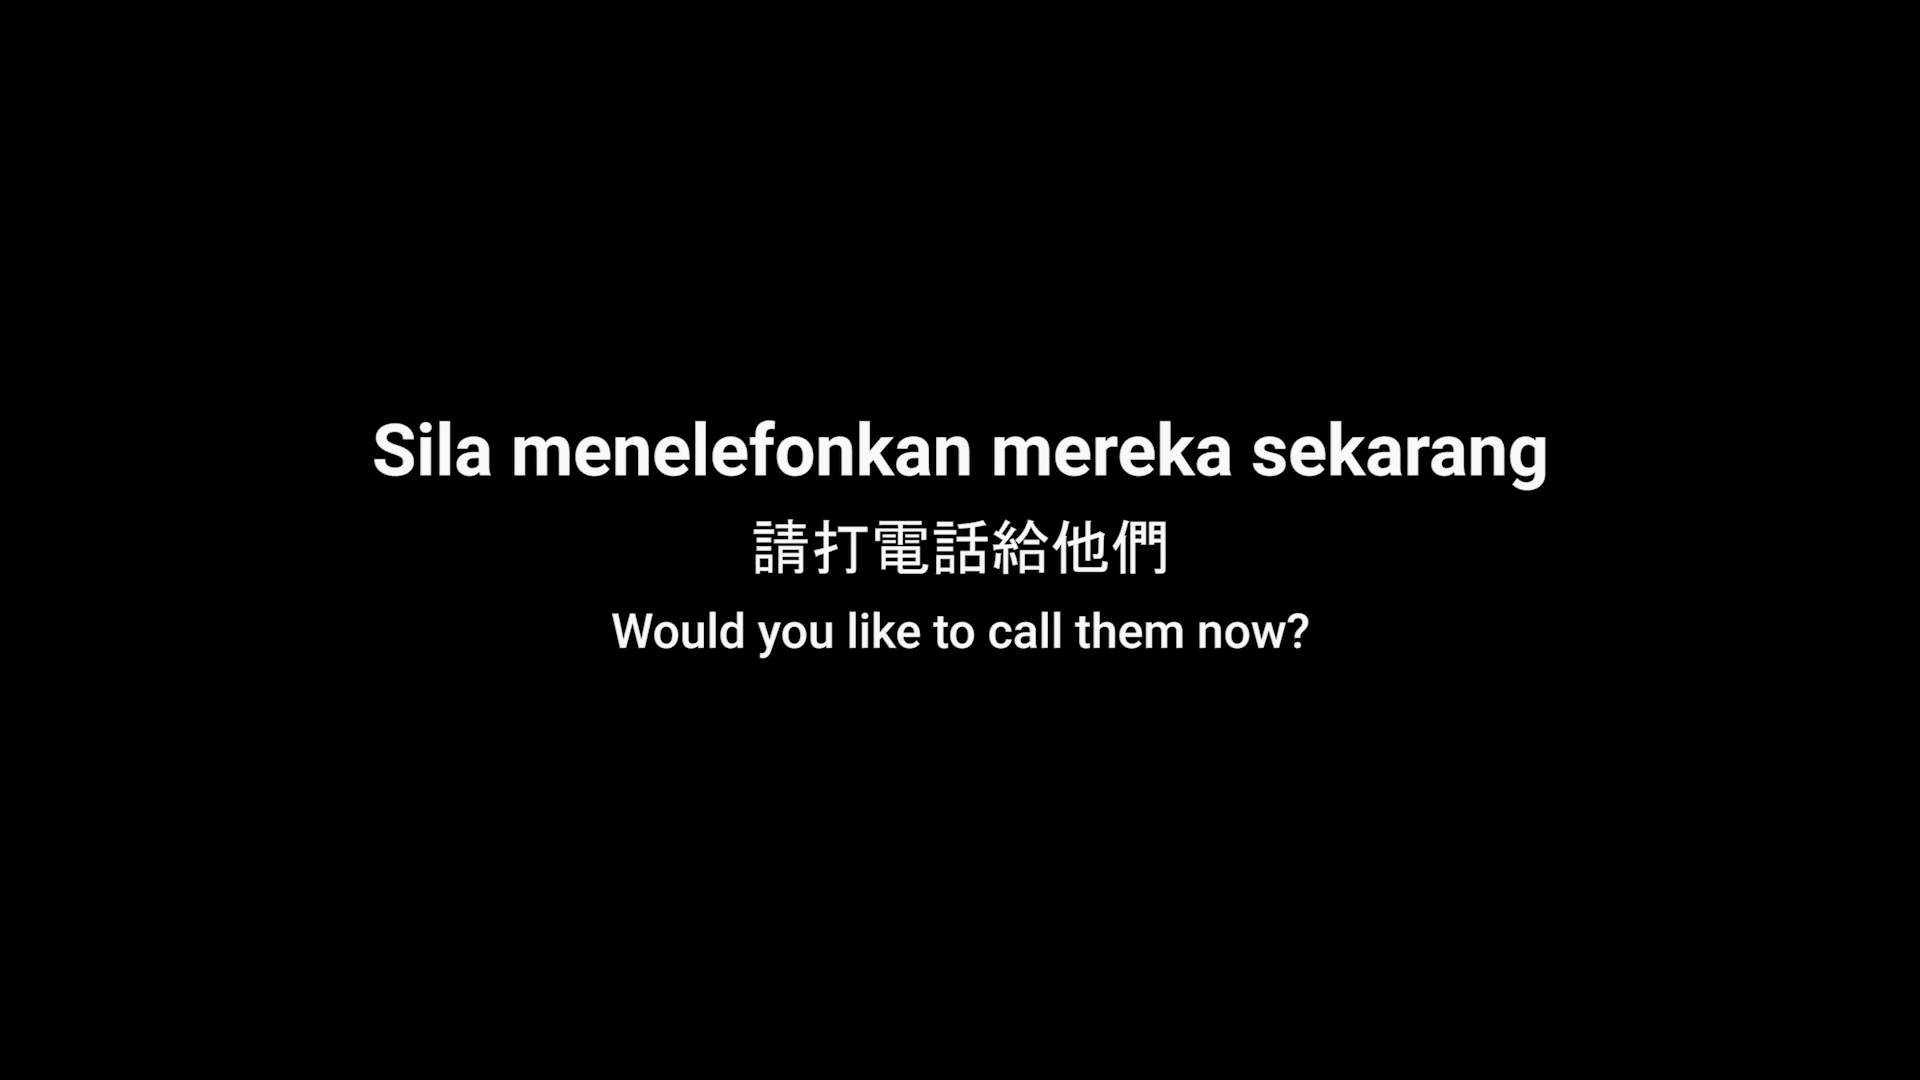 Sila menelefonkan mereka sekarang
請打電話給他們
Would you like to call them now?